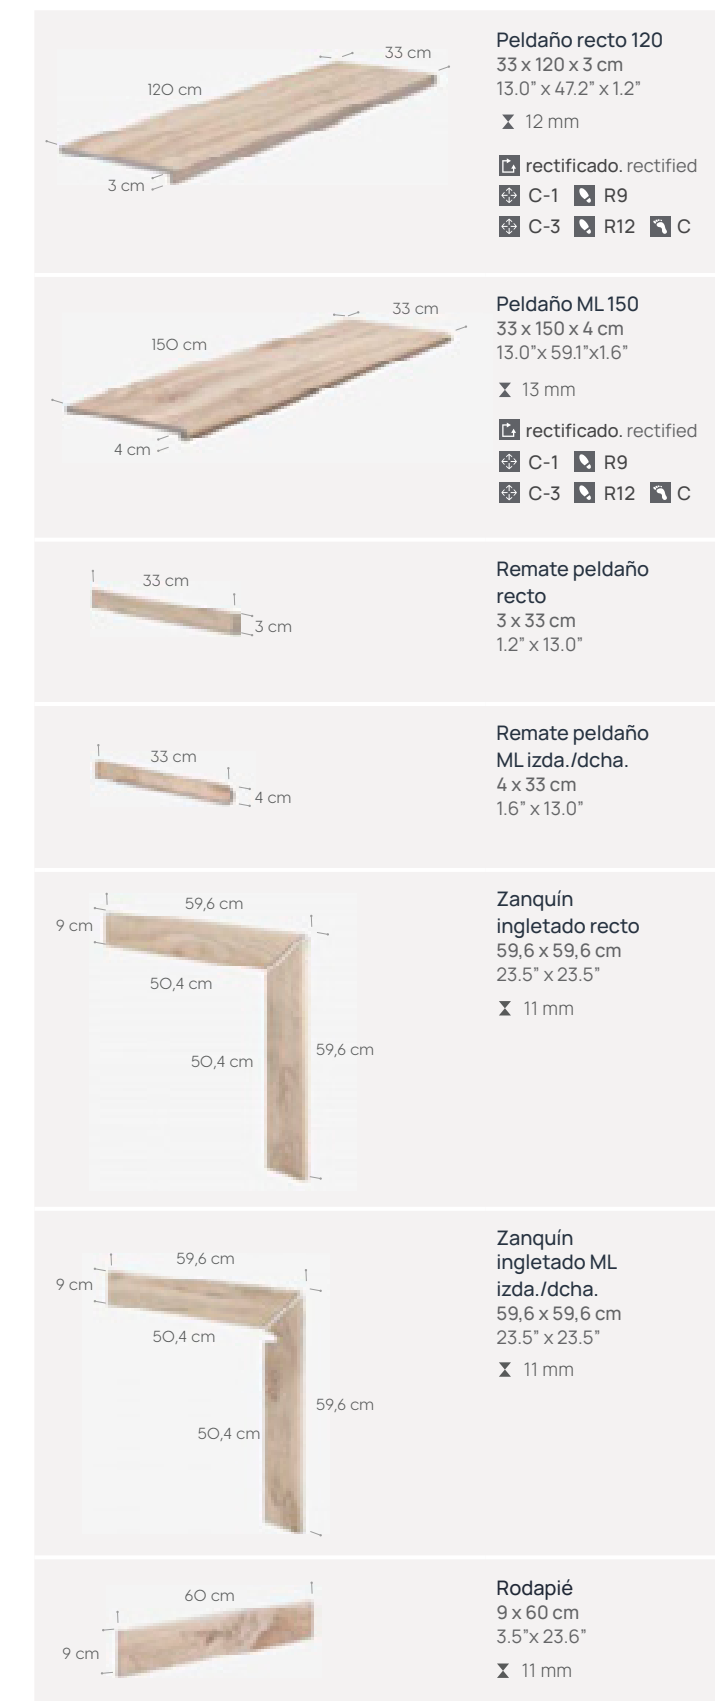 33 cm
120 cm
3 cm
Peldaño recto 120
33 x 120 x 3 cm
13.0” x 47.2” x 1.2”
12 mm
rectificado. rectified
C-1 R9
C-3 R12 C
33 cm
150 cm
4 cm
Peldaño ML 150
33 x 150 x 4 cm
13.0”x 59.1”x1.6”
13 mm
rectificado. rectified
C-1 R9
C-3 R12 C
33 cm
3 cm
Remate peldaño
recto
3 x 33 cm
1.2” x 13.0”
33 cm
4 cm
Remate peldaño
ML izda./dcha.
4 x 33 cm
1.6” x 13.0”
59,6 cm
9 cm
50,4 cm
50,4 cm
59,6 cm
Zanquín
ingletado recto
59,6 x 59,6 cm
23.5” x 23.5”
11 mm
59,6 cm
9 cm
50,4 cm
59,6 cm
50,4 cm
Zanquín
ingletado ML
izda./dcha.
59,6 x 59,6 cm
23.5” x 23.5”
11 mm
60 cm
9 cm
Rodapié
9 x 60 cm
3.5”x 23.6”
11 mm